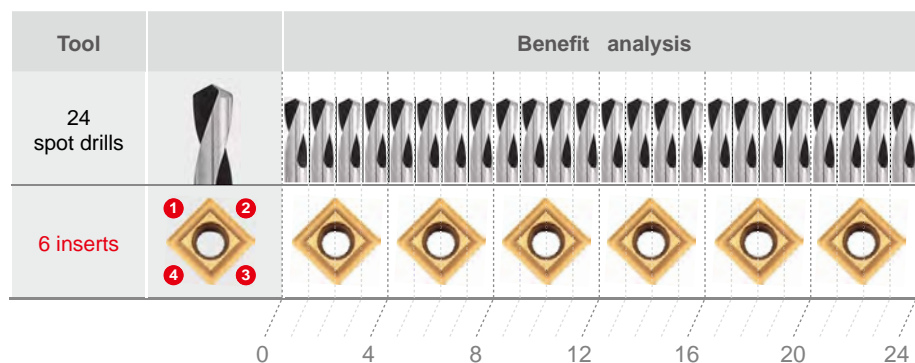 Tool
Benefit analysis
24
spot drills
6 inserts
1 2
4 3
0 4 8 12 16 20 24